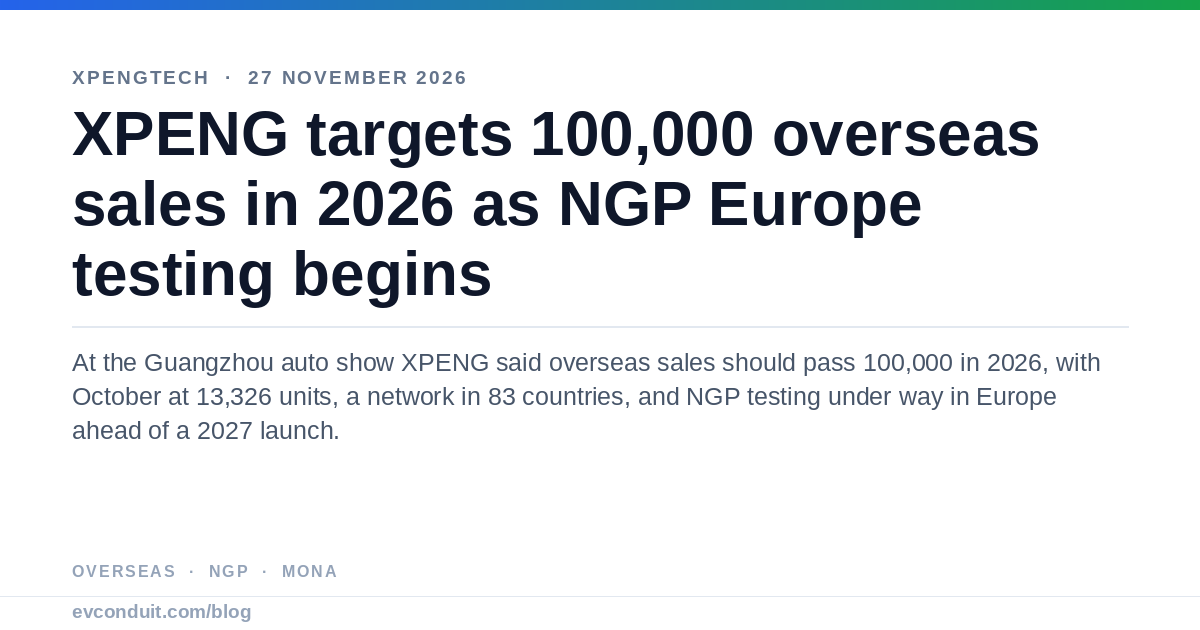 XPENGTECH · 27 NOVEMBER 2026
XPENG targets 100,000 overseas
sales in 2026 as NGP Europe
testing begins
At the Guangzhou auto show XPENG said overseas sales should pass 100,000 in 2026, with
October at 13,326 units, a network in 83 countries, and NGP testing under way in Europe
ahead of a 2027 launch.
OVERSEAS · NGP · MONA
evconduit.com/blog